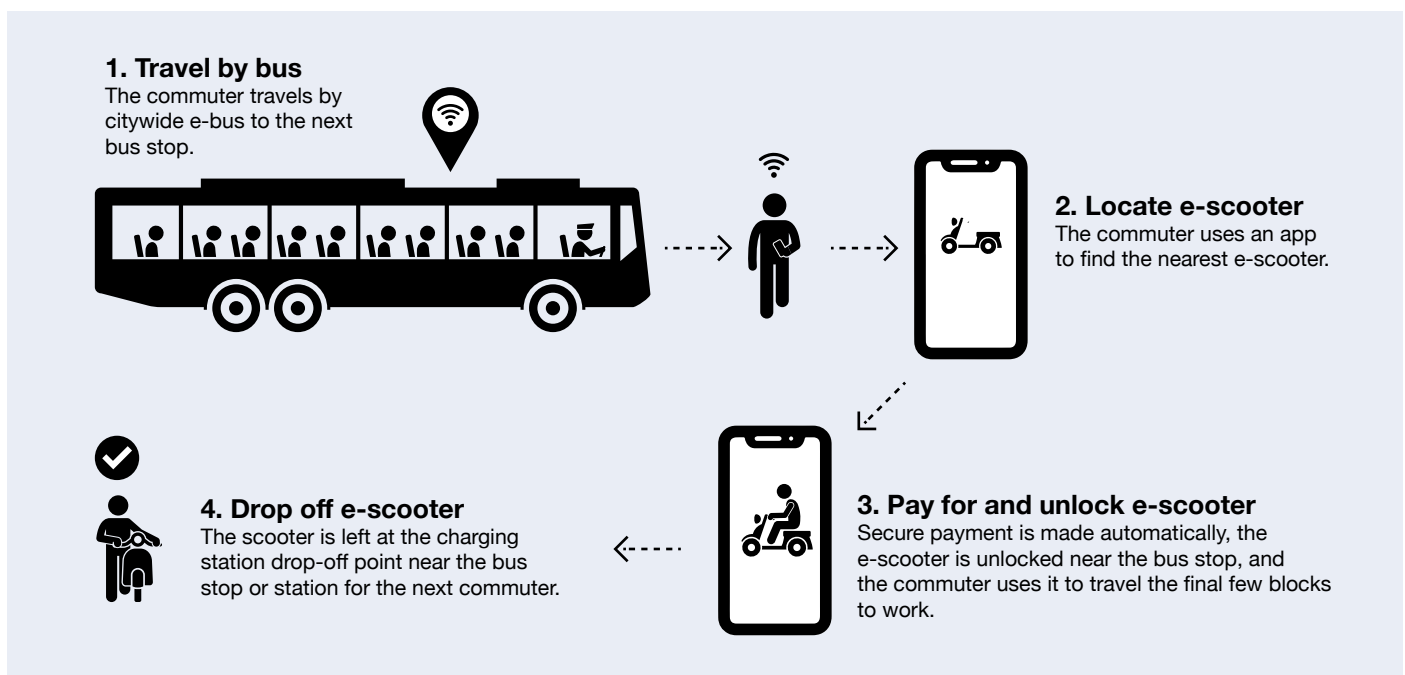 1. Travel by bus
The commuter travels by
citywide e-bus to the next
bus stop.
2. Locate e-scooter
The commuter uses an app
to find the nearest e-scooter.
3. Pay for and unlock e-scooter
Secure payment is made automatically, the
e-scooter is unlocked near the bus stop, and
the commuter uses it to travel the final few blocks
to work.
4. Drop off e-scooter
The scooter is left at the charging
station drop-off point near the bus
stop or station for the next commuter.